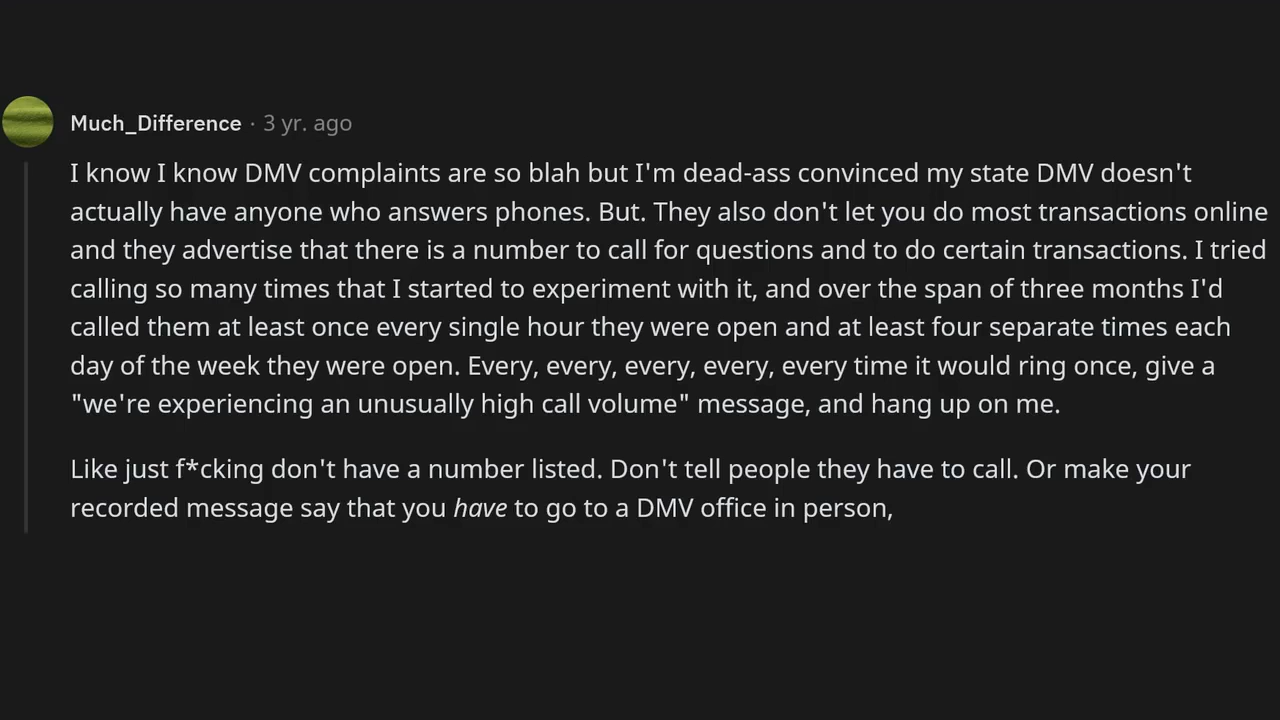 Much_Difference · 3 yr. ago
I know I know DMV complaints are so blah but I'm dead-ass convinced my state DMV doesn't
actually have anyone who answers phones. But. They also don't let you do most transactions online
and they advertise that there is a number to call for questions and to do certain transactions. I tried
calling so many times that I started to experiment with it, and over the span of three months I'd
called them at least once every single hour they were open and at least four separate times each
day of the week they were open. Every, every, every, every, every time it would ring once, give a
"we're experiencing an unusually high call volume" message, and hang up on me.
Like just f*cking don't have a number listed. Don't tell people they have to call. Or make your
recorded message say that you have to go to a DMV office in person,